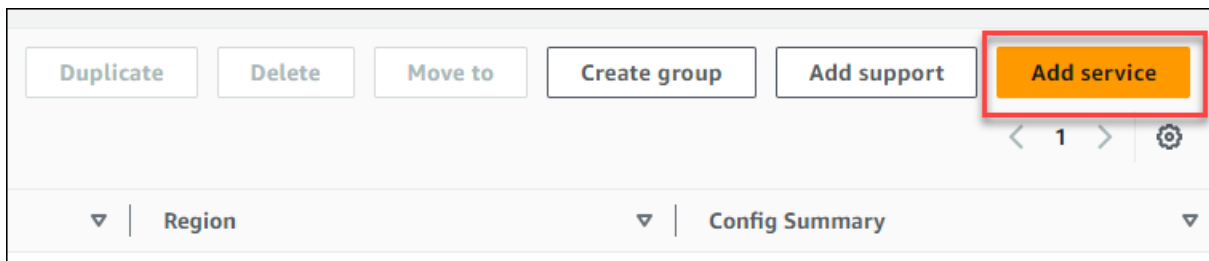 Duplicate Delete Move to Create group Add support Add service
1
Region Config Summary